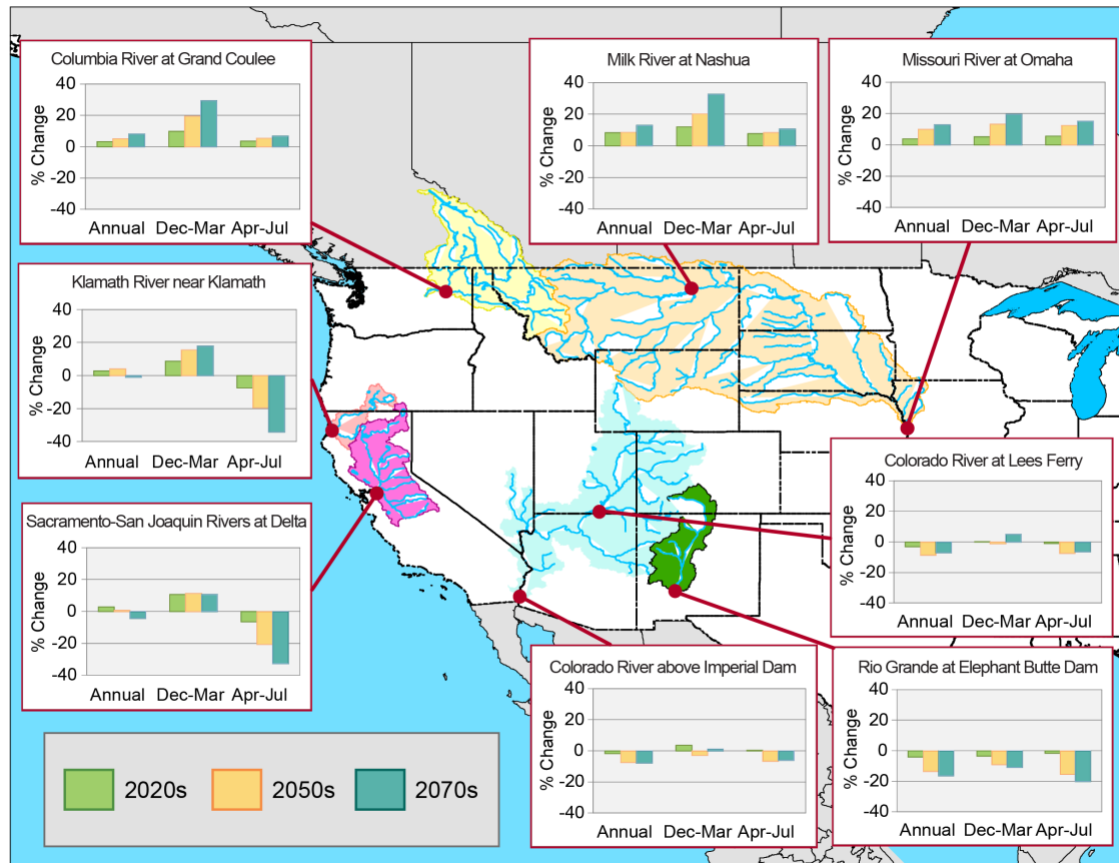 Columbia River at Grand Coulee
40
20
0
-20
-40
% Change
Annual Dec-Mar Apr-Jul
Milk River at Nashua
40
20
0
-20
-40
% Change
Annual Dec-Mar Apr-Jul
Missouri River at Omaha
40
20
0
-20
-40
% Change
Annual Dec-Mar Apr-Jul
Klamath River near Klamath
40
20
0
-20
-40
% Change
Annual Dec-Mar Apr-Jul
Sacramento-San Joaquin Rivers at Delta
40
20
0
-20
-40
% Change
Annual Dec-Mar Apr-Jul
Colorado River at Lees Ferry
40
20
0
-20
-40
% Change
Annual Dec-Mar Apr-Jul
Colorado River above Imperial Dam
40
20
0
-20
-40
% Change
Annual Dec-Mar Apr-Jul
Rio Grande at Elephant Butte Dam
40
20
0
-20
-40
% Change
Annual Dec-Mar Apr-Jul
2020s 2050s 2070s